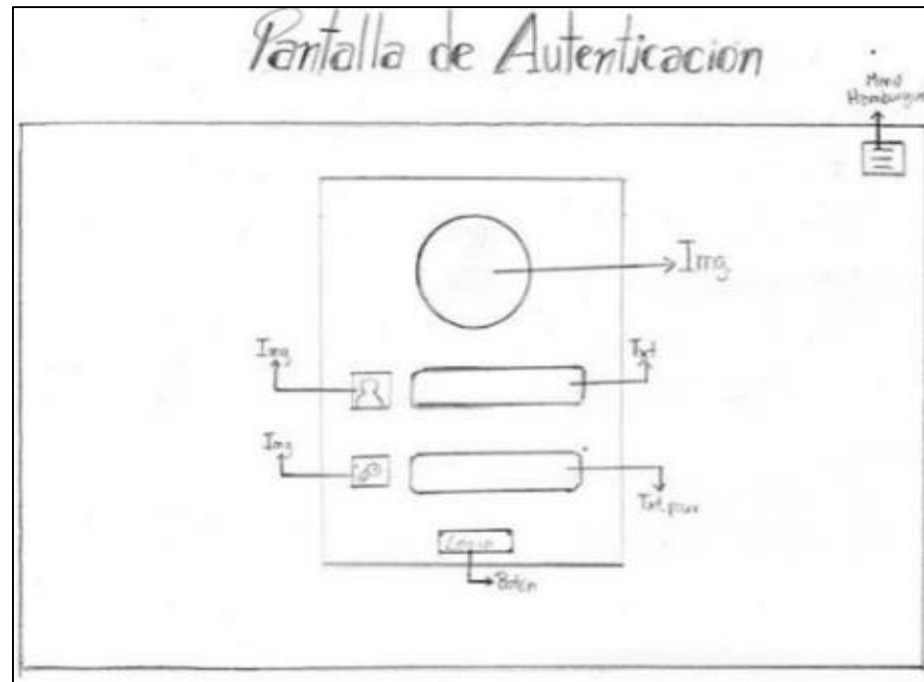 Pantalla de Autenticacion
Menú
Hamburguesa
Img.
Img
Txt
Img
Txt.pass
Login
Botón